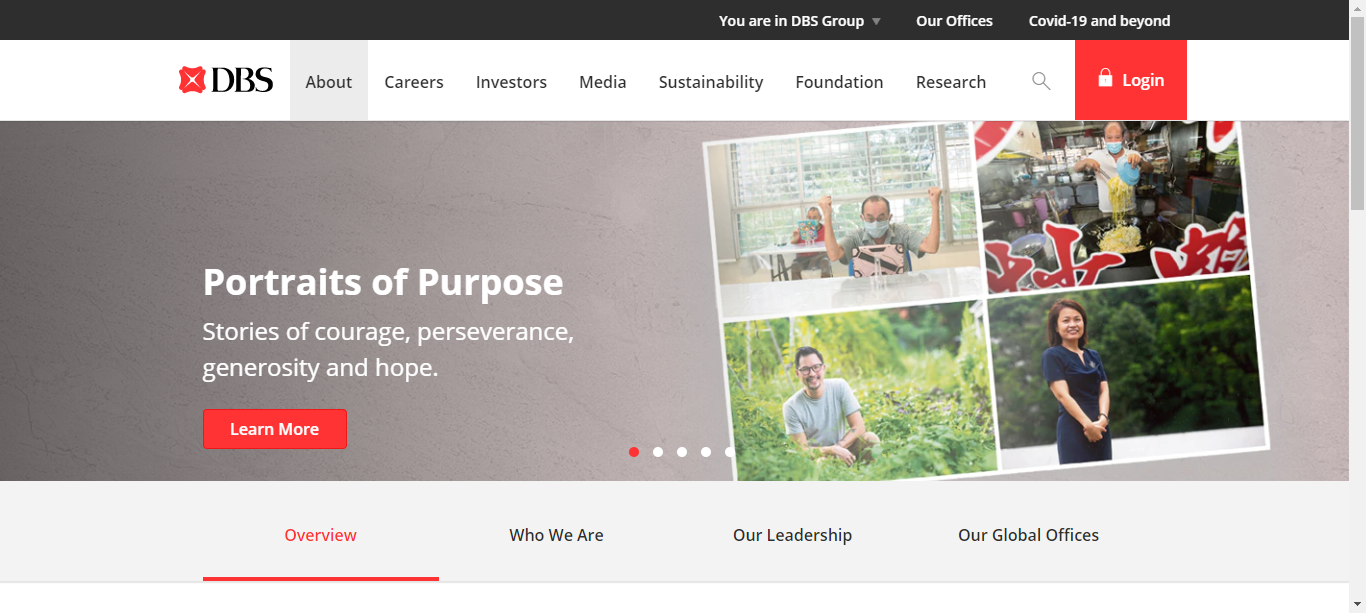 You are in DBS Group
Our Offices
Covid-19 and beyond
DBS
About
Careers
Investors
Media
Sustainability
Foundation
Research
Login
Portraits of Purpose
Stories of courage, perseverance,
generosity and hope.
Learn More
Overview
Who We Are
Our Leadership
Our Global Offices